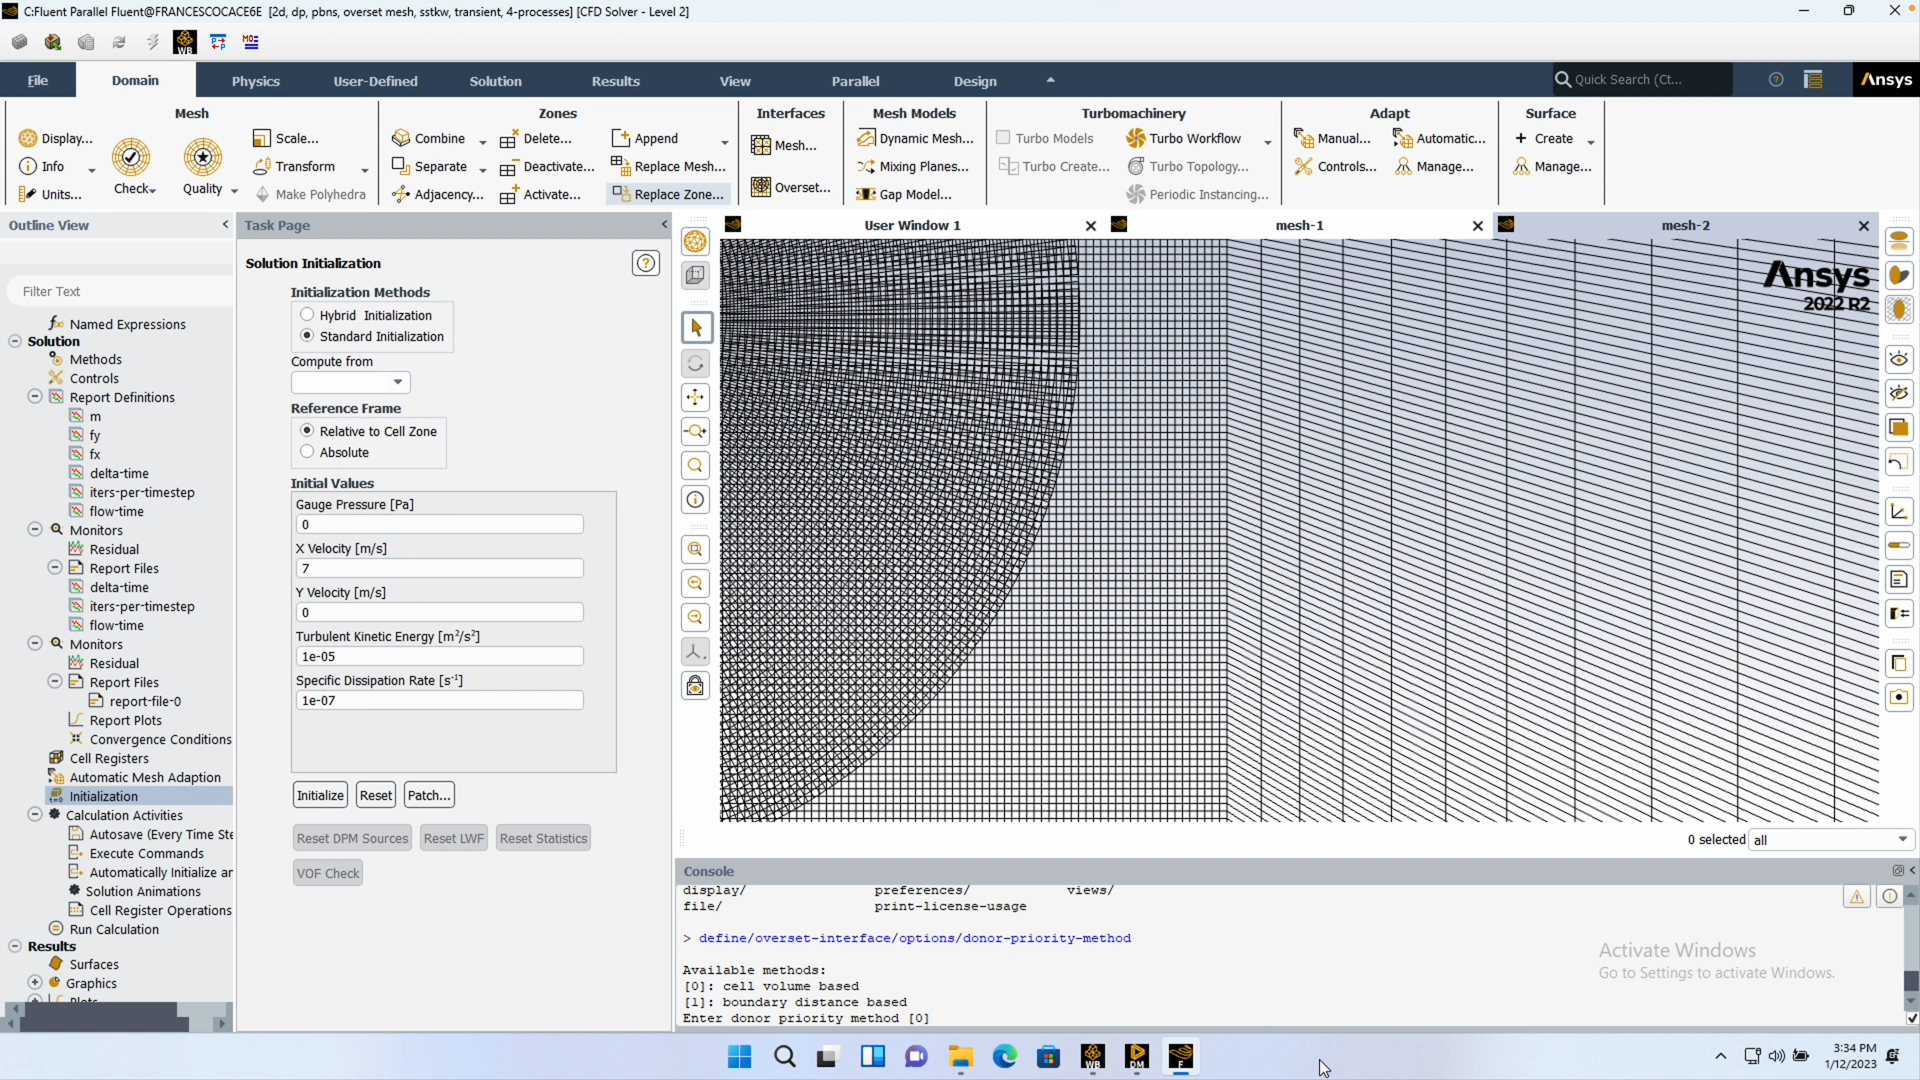 C:Fluent Parallel Fluent@FRANCESCOCACE6E [2d, dp, pbns, overset mesh, sstkw, transient, 4-processes] [CFD Solver - Level 2]
WB
File
Domain
Physics
User-Defined
Solution
Results
View
Parallel
Design
Quick Search (Ct...
Ansys
Mesh
Zones
Interfaces
Mesh Models
Turbomachinery
Adapt
Surface
Display...
Info
Units...
Check
Quality
Scale...
Transform
Make Polyhedra
Combine
Separate
Adjacency...
Delete...
Deactivate...
Activate...
Append
Replace Mesh...
Replace Zone...
Mesh...
Overset...
Dynamic Mesh...
Mixing Planes...
Gap Model...
Turbo Models
Turbo Create...
Turbo Workflow
Turbo Topology...
Periodic Instancing...
Manual...
Controls...
Automatic...
Manage...
Create
Manage...
Outline View
Filter Text
Named Expressions
Solution
Methods
Controls
Report Definitions
m
fy
fx
delta-time
iters-per-timestep
flow-time
Monitors
Residual
Report Files
delta-time
iters-per-timestep
flow-time
Monitors
Residual
Report Files
report-file-0
Report Plots
Convergence Conditions
Cell Registers
Automatic Mesh Adaption
Initialization
Calculation Activities
Autosave (Every Time Ste
Execute Commands
Automatically Initialize ar
Solution Animations
Cell Register Operations
Run Calculation
Results
Surfaces
Graphics
Plots
Task Page
Solution Initialization
Initialization Methods
Hybrid Initialization
Standard Initialization
Compute from
Reference Frame
Relative to Cell Zone
Absolute
Initial Values
Gauge Pressure [Pa]
0
X Velocity [m/s]
7
Y Velocity [m/s]
0
Turbulent Kinetic Energy [m²/s²]
1e-05
Specific Dissipation Rate [s⁻¹]
1e-07
Initialize
Reset
Patch...
Reset DPM Sources
Reset LWF
Reset Statistics
VOF Check
User Window 1
mesh-1
mesh-2
Ansys
2022 R2
0 selected
all
Console
display/ preferences/ views/
file/ print-license-usage
> define/overset-interface/options/donor-priority-method
Available methods:
[0]: cell volume based
[1]: boundary distance based
Enter donor priority method [0]
Activate Windows
Go to Settings to activate Windows.
WB
DM
F
3:34 PM
1/12/2023